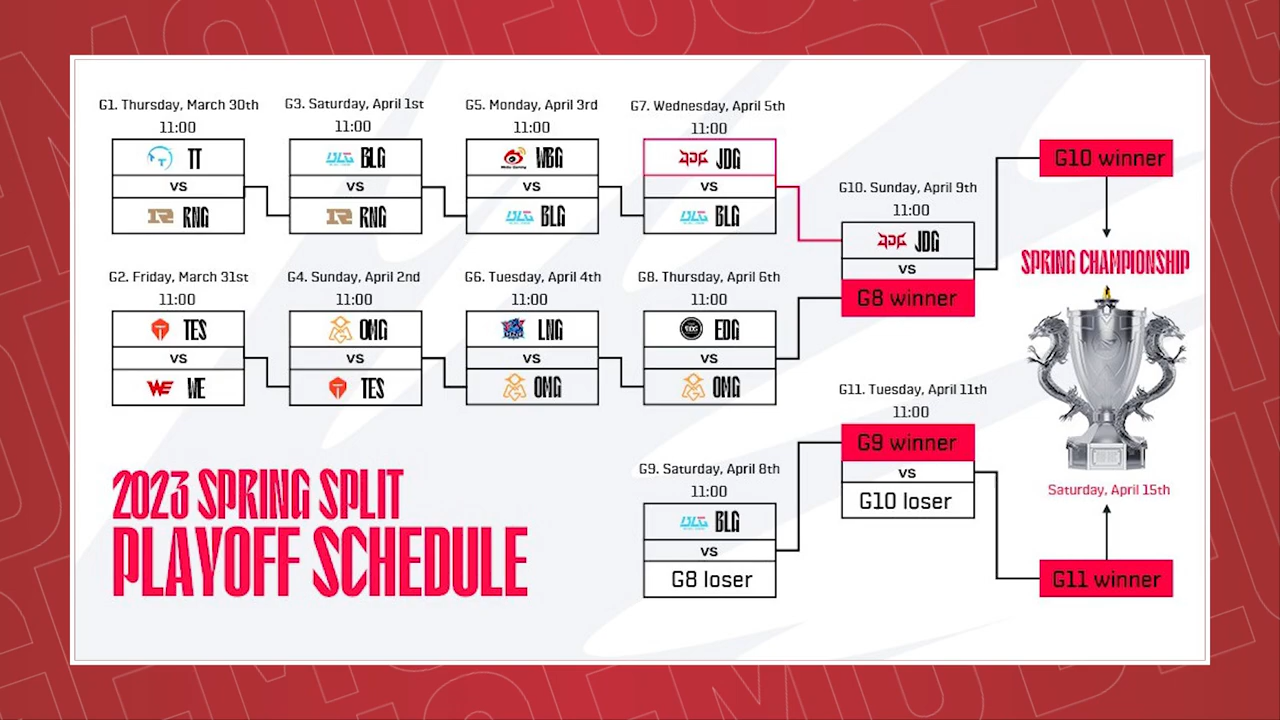 G1. Thursday, March 30th
11:00
TT
VS
RNG
G3. Saturday, April 1st
11:00
BLG
VS
RNG
G5. Monday, April 3rd
11:00
WBG
VS
BLG
G7. Wednesday, April 5th
11:00
JDG
VS
BLG
G2. Friday, March 31st
11:00
TES
VS
WE
G4. Sunday, April 2nd
11:00
OMG
VS
TES
G6. Tuesday, April 4th
11:00
LNG
VS
OMG
G8. Thursday, April 6th
11:00
EDG
VS
OMG
G10. Sunday, April 9th
11:00
JDG
VS
G8 winner
G9. Saturday, April 8th
11:00
BLG
VS
G8 loser
G11. Tuesday, April 11th
11:00
G9 winner
VS
G10 loser
G10 winner
SPRING CHAMPIONSHIP
Saturday, April 15th
G11 winner
2023 SPRING SPLIT
PLAYOFF SCHEDULE